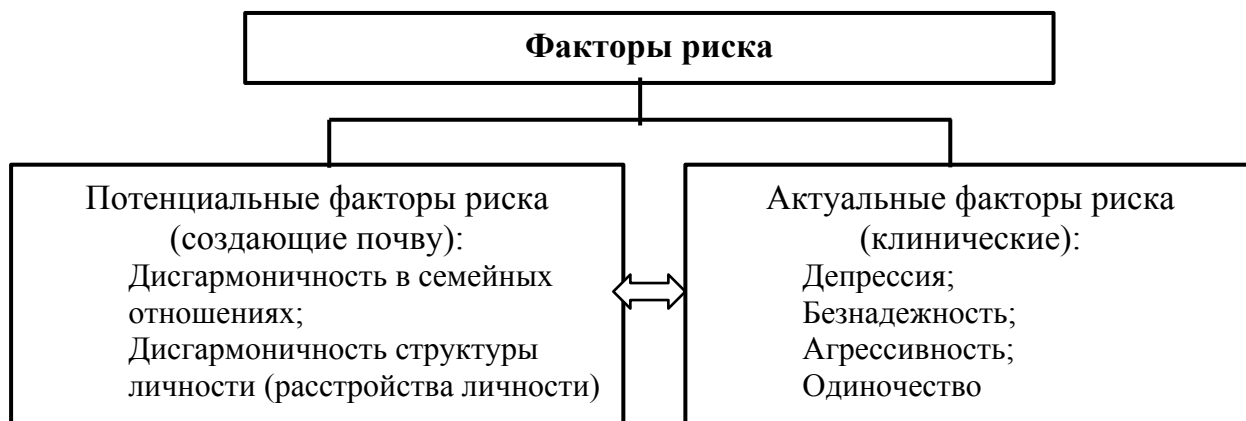 Факторы риска
Потенциальные факторы риска
(создающие почву):
Дисгармоничность в семейных
отношениях;
Дисгармоничность структуры
личности (расстройства личности)
Актуальные факторы риска
(клинические):
Депрессия;
Безнадежность;
Агрессивность;
Одиночество